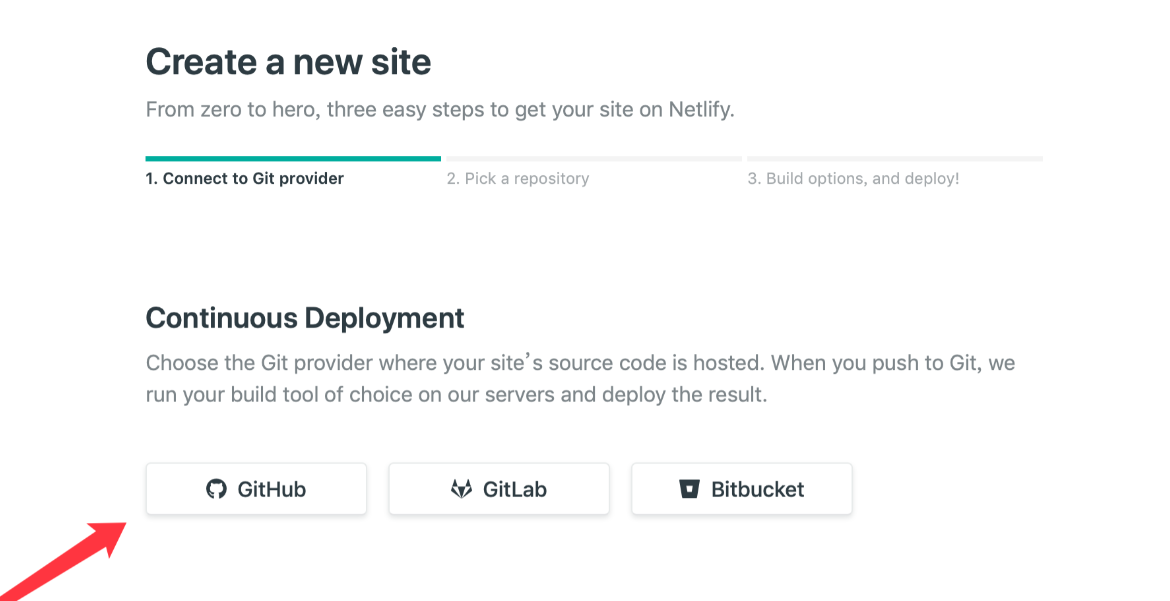 Create a new site
From zero to hero, three easy steps to get your site on Netlify.
1. Connect to Git provider
2. Pick a repository
3. Build options, and deploy!
Continuous Deployment
Choose the Git provider where your site’s source code is hosted. When you push to Git, we
run your build tool of choice on our servers and deploy the result.
GitHub
GitLab
Bitbucket